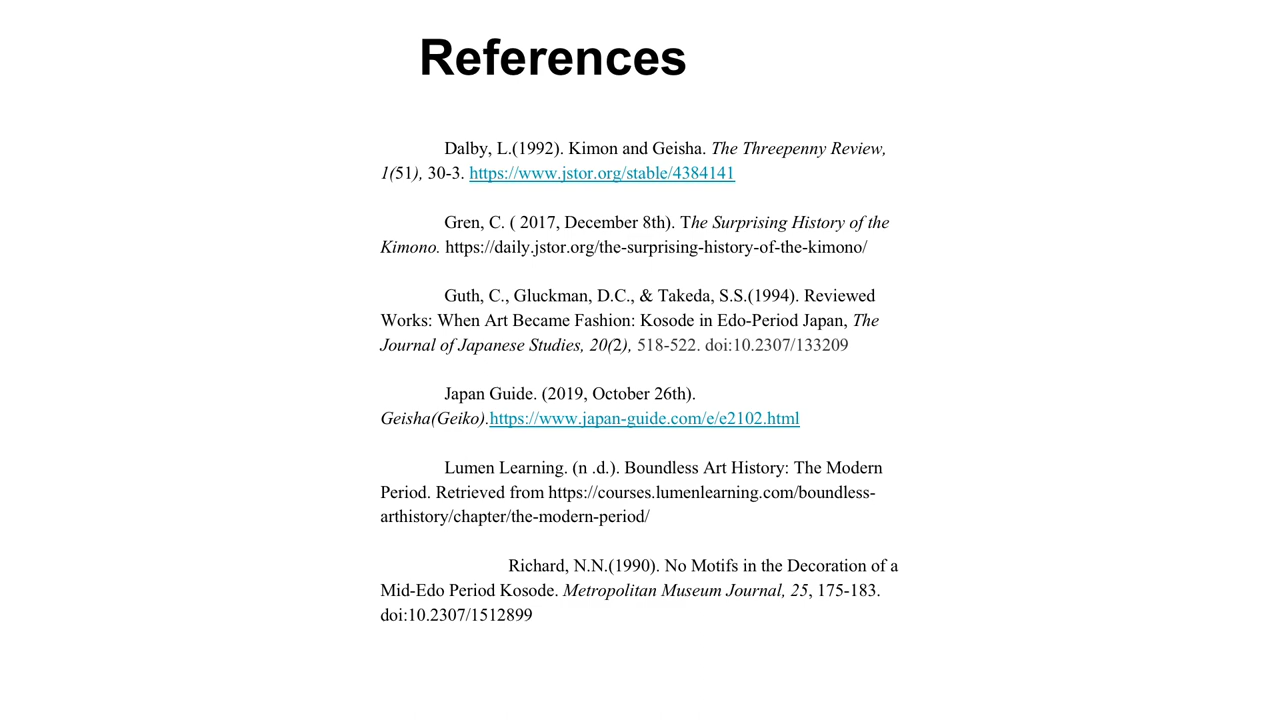 References
Dalby, L.(1992). Kimon and Geisha. The Threepenny Review,
1(51), 30-3. https://www.jstor.org/stable/4384141
Gren, C. ( 2017, December 8th). The Surprising History of the
Kimono. https://daily.jstor.org/the-surprising-history-of-the-kimono/
Guth, C., Gluckman, D.C., & Takeda, S.S.(1994). Reviewed
Works: When Art Became Fashion: Kosode in Edo-Period Japan, The
Journal of Japanese Studies, 20(2), 518-522. doi:10.2307/133209
Japan Guide. (2019, October 26th).
Geisha(Geiko).https://www.japan-guide.com/e/e2102.html
Lumen Learning. (n .d.). Boundless Art History: The Modern
Period. Retrieved from https://courses.lumenlearning.com/boundless-
arthistory/chapter/the-modern-period/
Richard, N.N.(1990). No Motifs in the Decoration of a
Mid-Edo Period Kosode. Metropolitan Museum Journal, 25, 175-183.
doi:10.2307/1512899